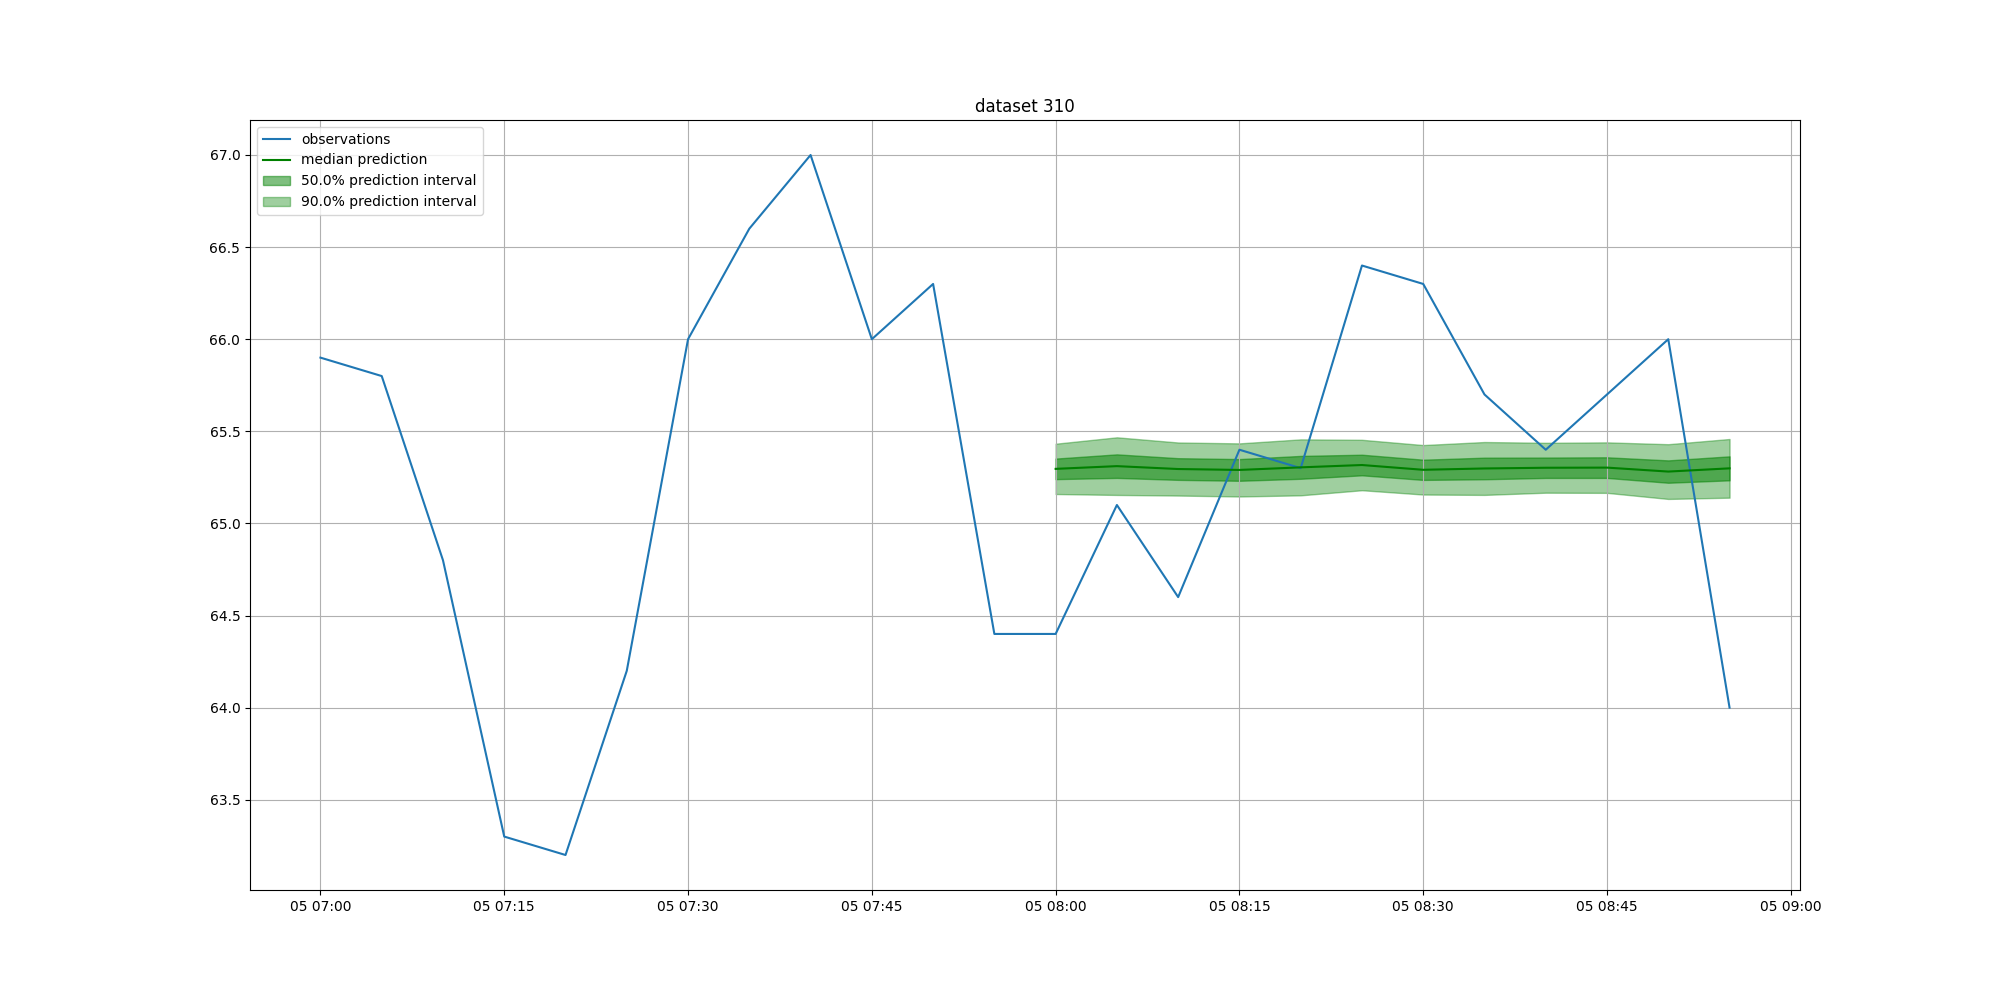 dataset 310
observations
median prediction
50.0% prediction interval
90.0% prediction interval
67.0
66.5
66.0
65.5
65.0
64.5
64.0
63.5
05 07:00 05 07:15 05 07:30 05 07:45 05 08:00 05 08:15 05 08:30 05 08:45 05 09:00